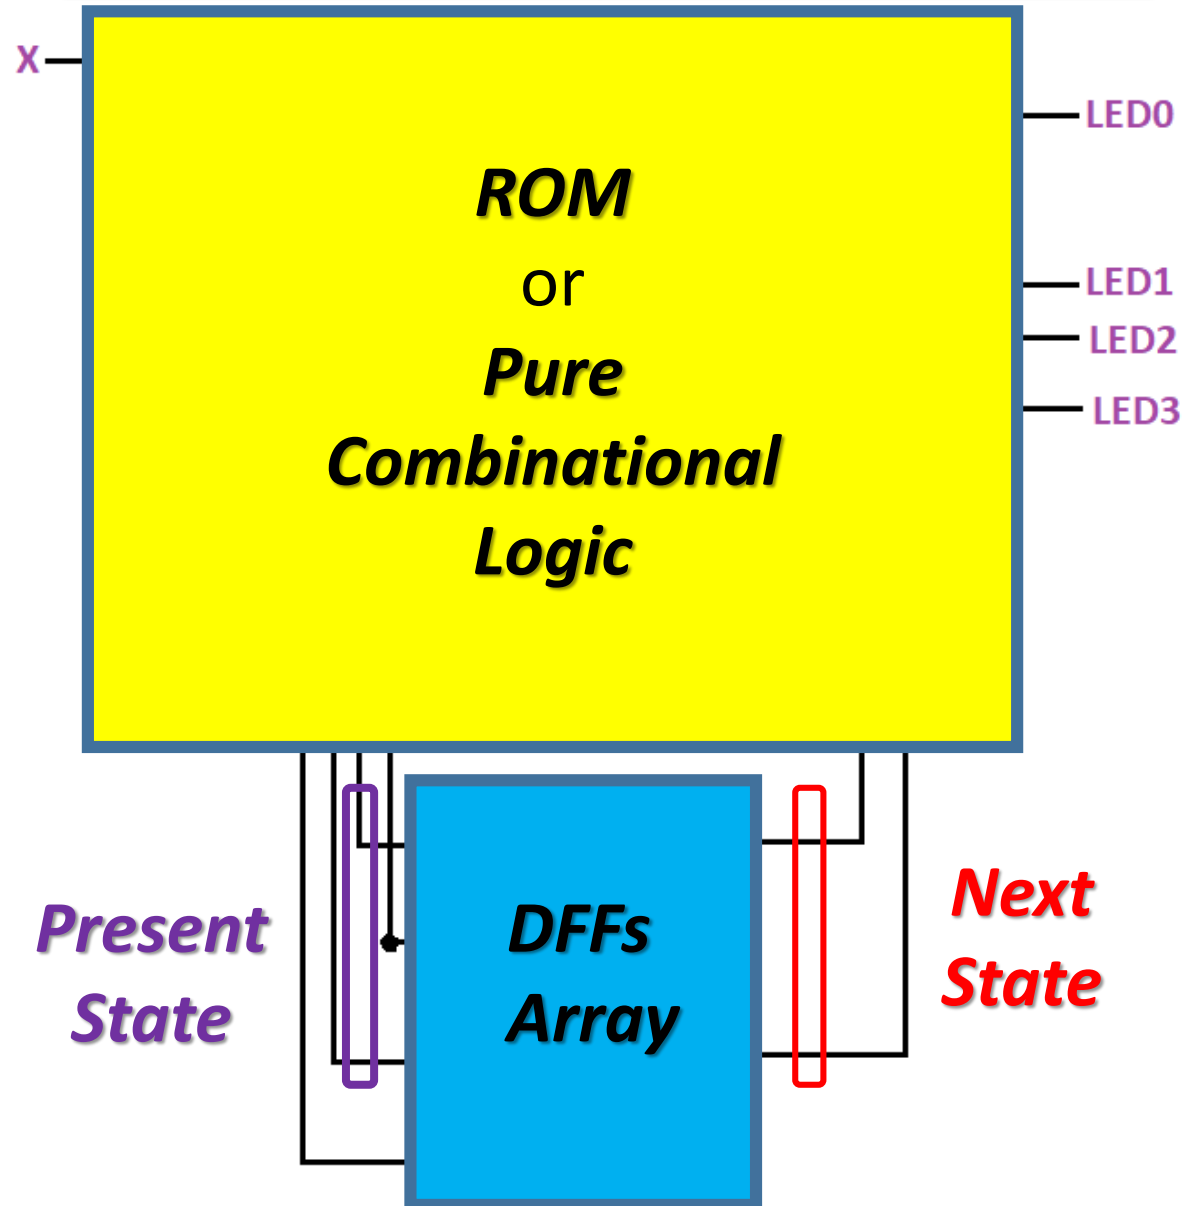 X
LED0
ROM
or
LED1
Pure
LED2
LED3
Combinational
Logic
Present
State
DFFs
Array
Next
State